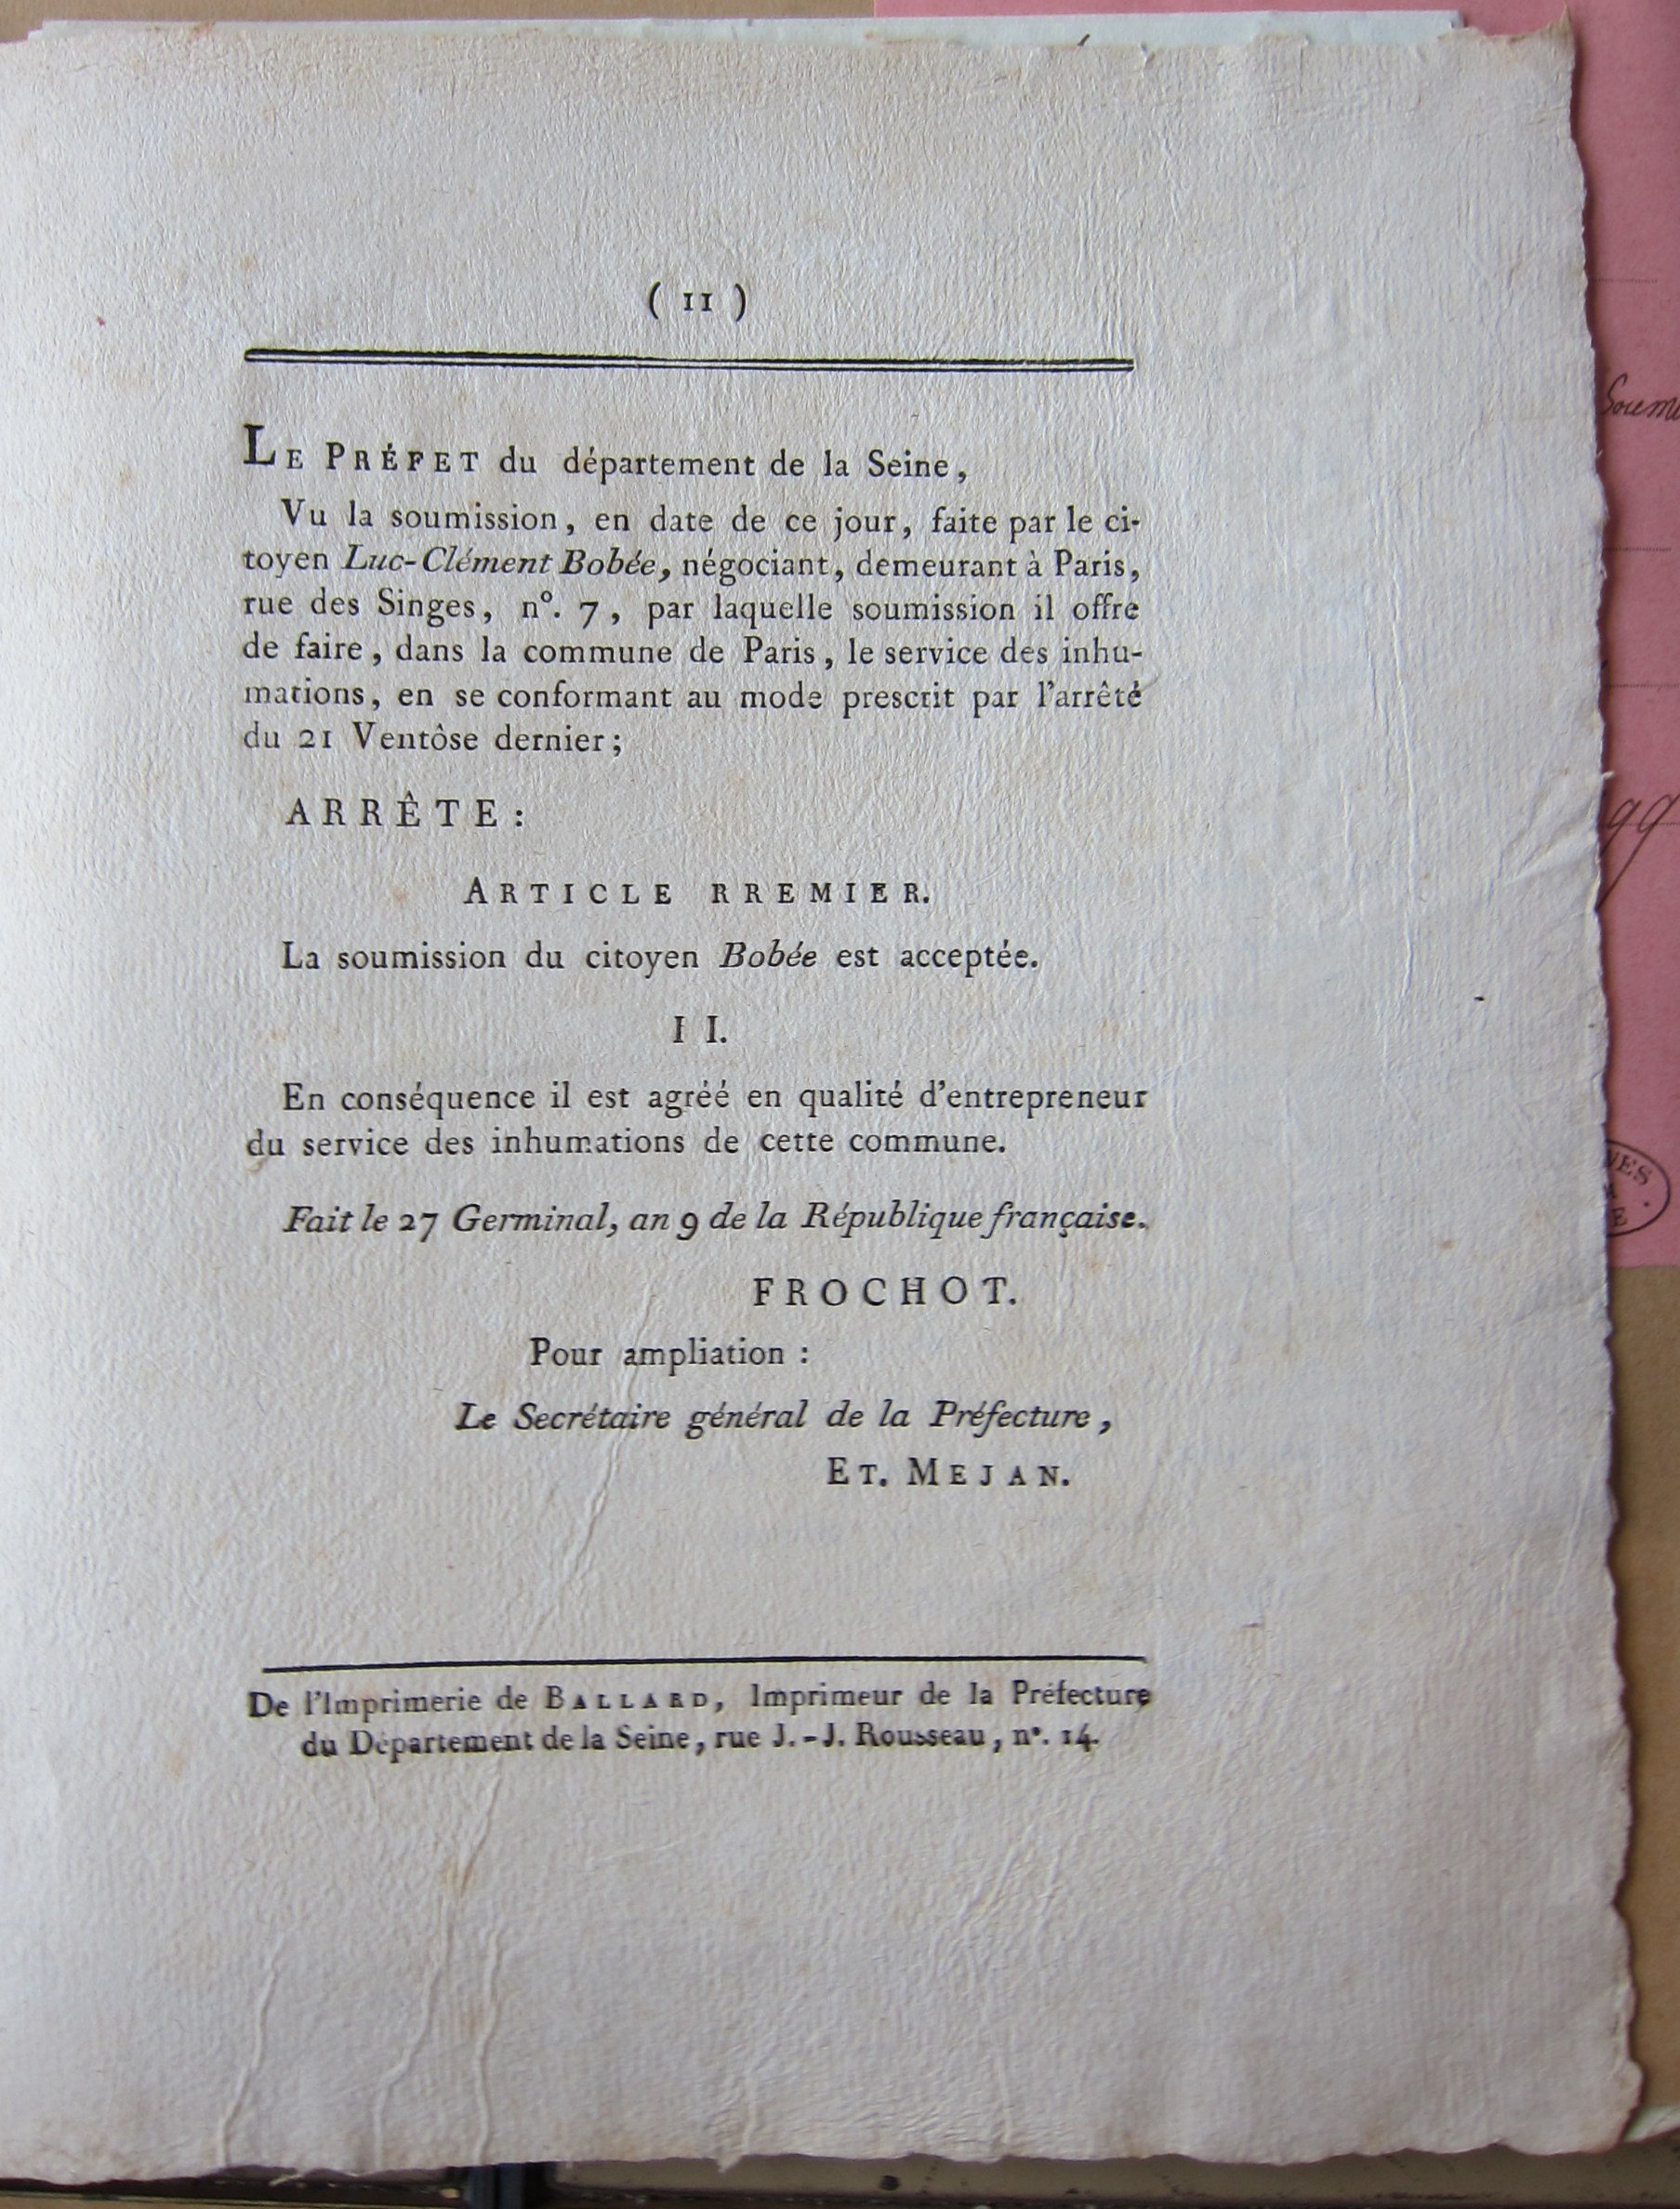 ( 11 )
LE PRÉFET du département de la Seine,
Vu la soumission, en date de ce jour, faite par le ci-
toyen Luc-Clément Bobée, négociant, demeurant à Paris,
rue des Singes, n°. 7, par laquelle soumission il offre
de faire, dans la commune de Paris, le service des inhu-
mations, en se conformant au mode prescrit par l'arrêté
du 21 Ventôse dernier;
ARRÊTE:
ARTICLE RREMIER.
La soumission du citoyen Bobée est acceptée.
II.
En conséquence il est agréé en qualité d'entrepreneur
du service des inhumations de cette commune.
Fait le 27 Germinal, an 9 de la République française.
FROCHOT.
Pour ampliation :
Le Secrétaire général de la Préfecture,
ET. MEJAN.
De l'Imprimerie de BALLARD, Imprimeur de la Préfecture
du Département de la Seine, rue J.-J. Rousseau, n°. 14.